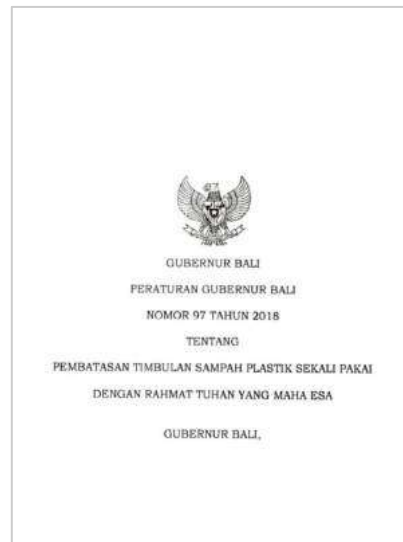 GUBERNUR BALI
PERATURAN GUBERNUR BALI
NOMOR 97 TAHUN 2018
TENTANG
PEMBATASAN TIMBULAN SAMPAH PLASTIK SEKALI PAKAI
DENGAN RAHMAT TUHAN YANG MAHA ESA
GUBERNUR BALI,